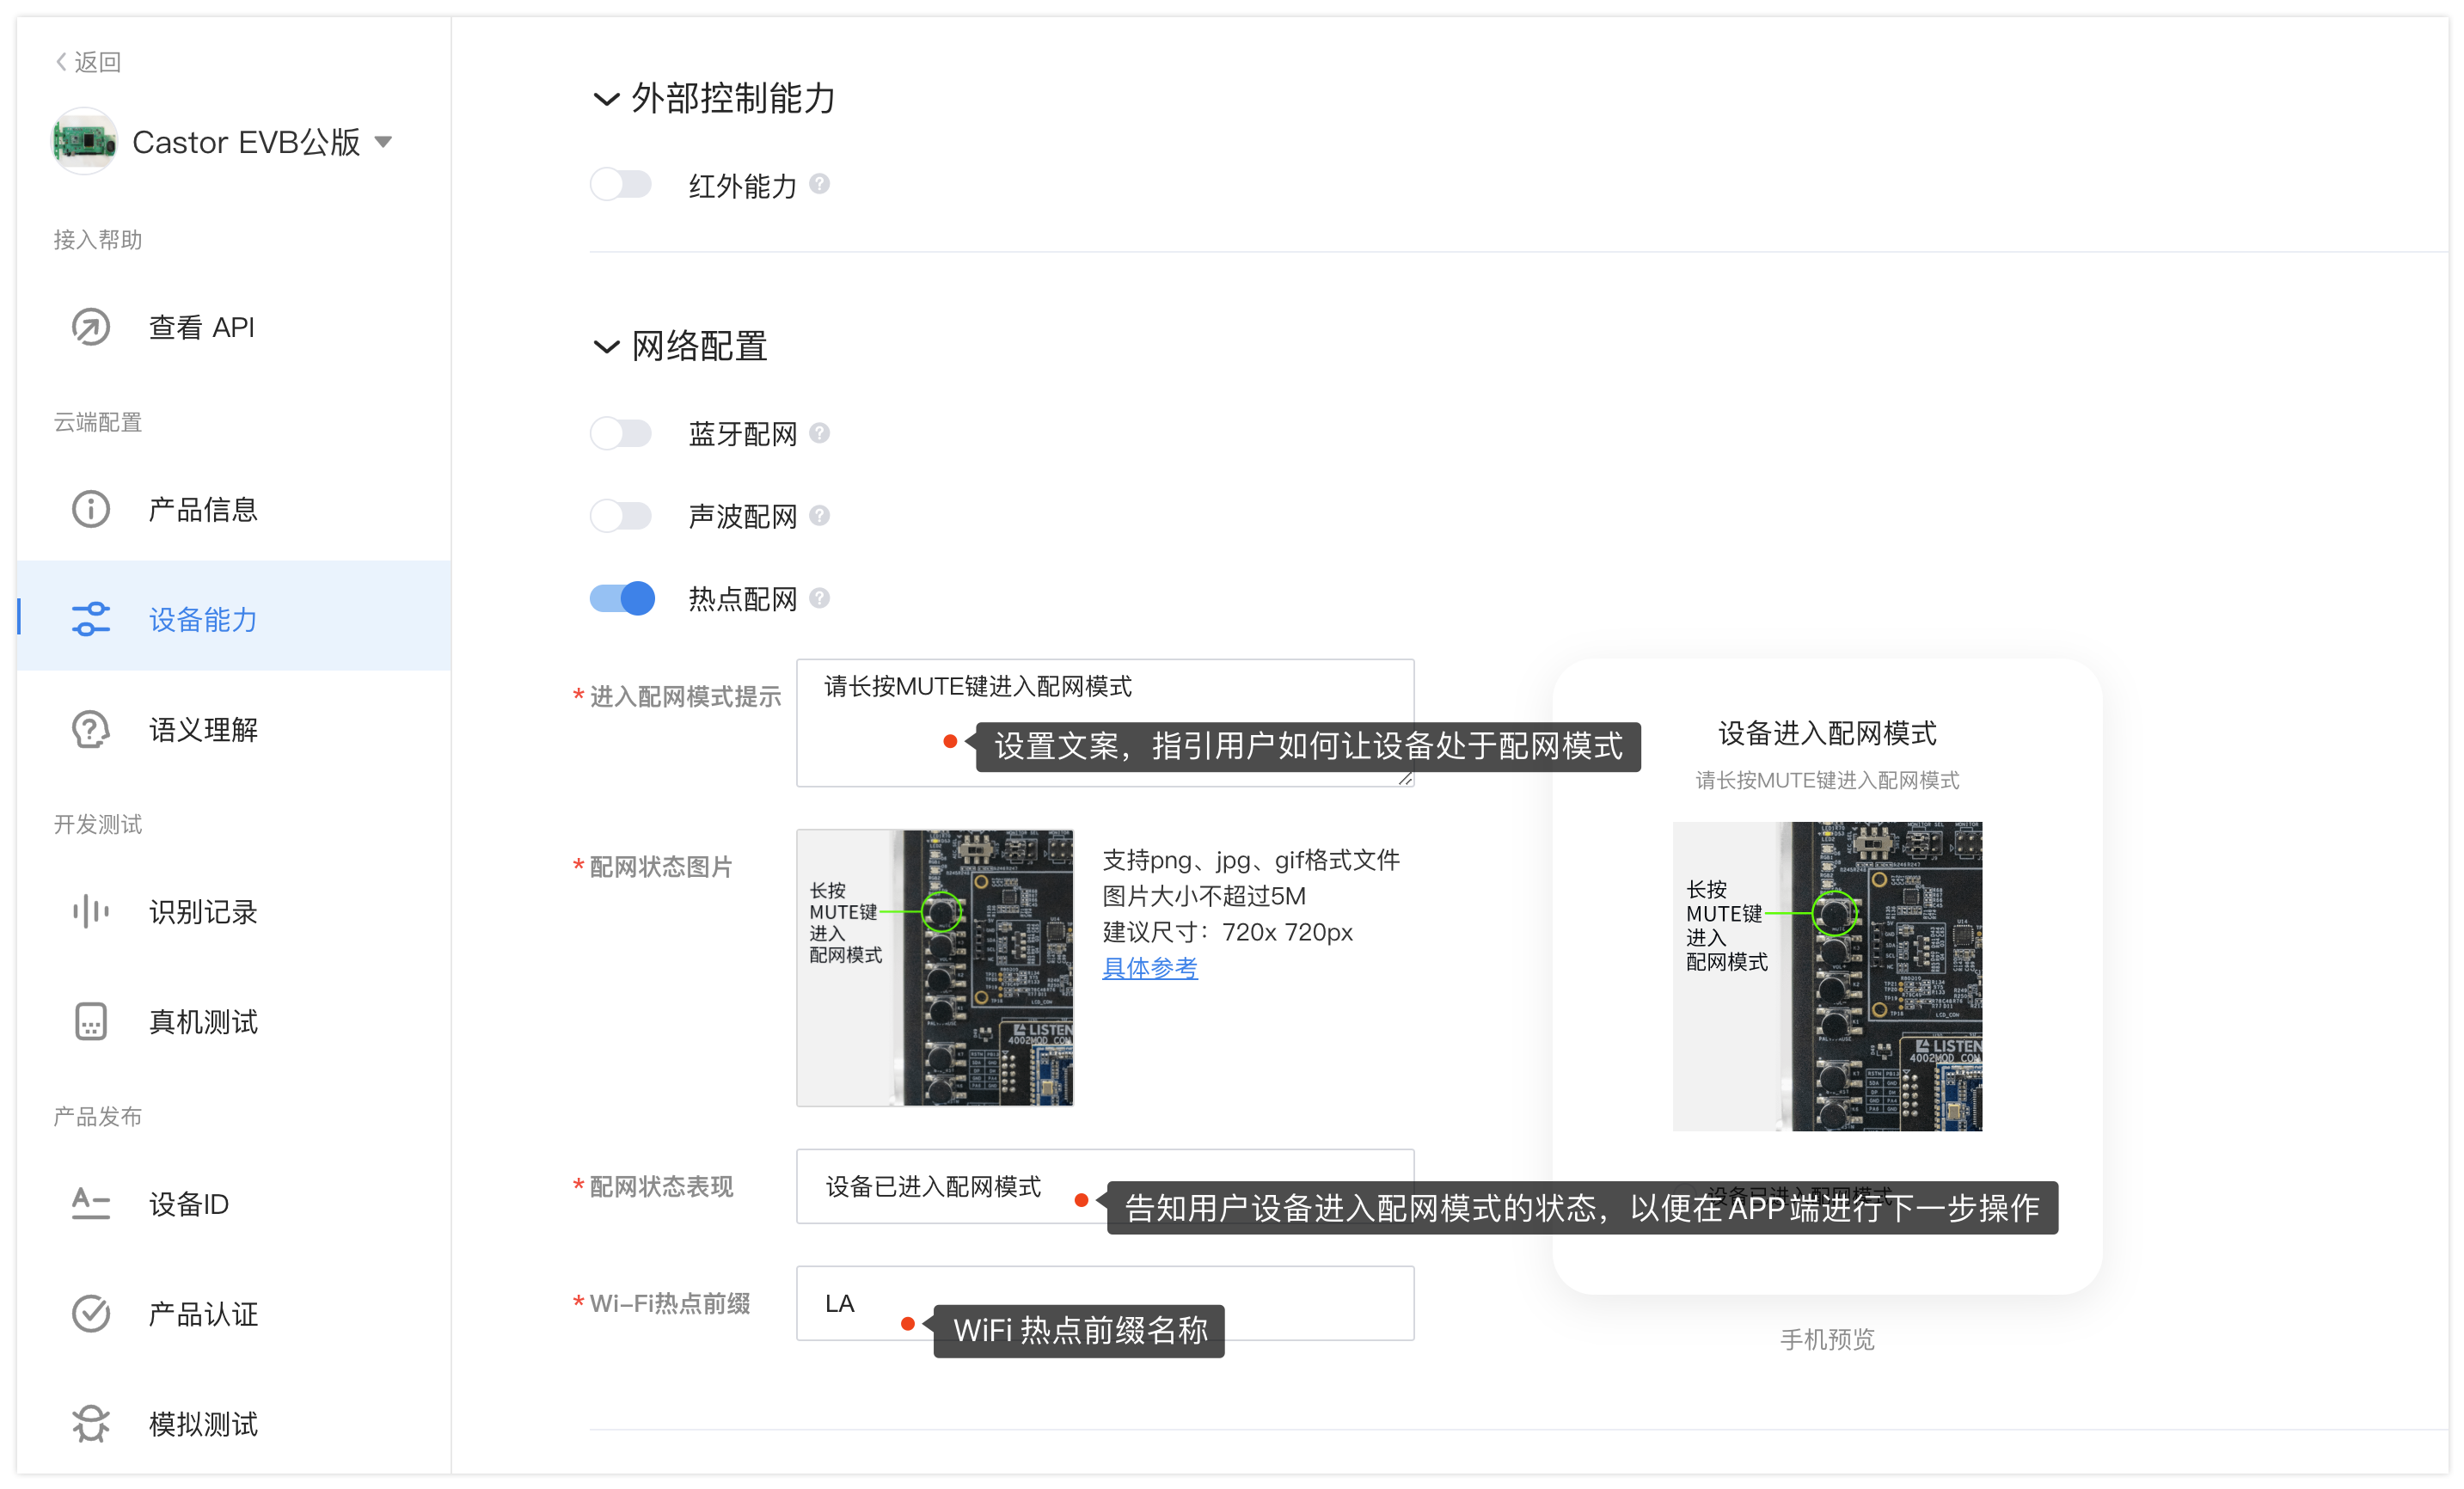 返回
Castor EVB公版
接入帮助
查看 API
云端配置
产品信息
设备能力
语义理解
开发测试
识别记录
真机测试
产品发布
设备ID
产品认证
模拟测试
外部控制能力
红外能力
网络配置
蓝牙配网
声波配网
热点配网
*进入配网模式提示
请长按MUTE键进入配网模式
设置文案，指引用户如何让设备处于配网模式
*配网状态图片
长按
MUTE键
进入
配网模式
LISTEN
4002MOD CON
支持png、jpg、gif格式文件
图片大小不超过5M
建议尺寸：720x 720px
具体参考
*配网状态表现
设备已进入配网模式
告知用户设备进入配网模式的状态，以便在APP端进行下一步操作
*Wi-Fi热点前缀
LA
WiFi 热点前缀名称
设备进入配网模式
请长按MUTE键进入配网模式
长按
MUTE键
进入
配网模式
LISTEN
4002MOD CON
设备已进入配网模式
手机预览